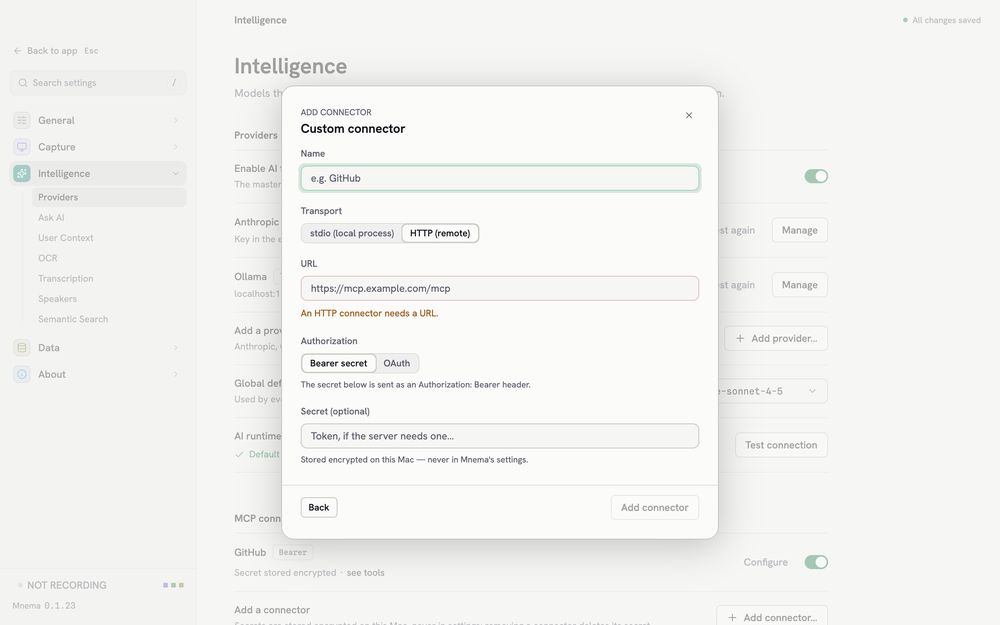 Intelligence
All changes saved
Back to app Esc
Search settings /
General
Capture
Intelligence
Providers
Ask AI
User Context
OCR
Transcription
Speakers
Semantic Search
Data
About
NOT RECORDING
Mnema 0.1.23
Intelligence
Models
Providers
Enable AI
The master
Anthropic
Key in the
again
Manage
Ollama
localhost:1
again
Manage
Add a
Anthropic,
Add provider...
Global
Used by
-sonnet-4-5
AI runtime
Default
Test connection
MCP
GitHub Bearer
Secret stored encrypted · see tools
Configure
Add a connector
Add connector...
ADD CONNECTOR
Custom connector
Name
e.g. GitHub
Transport
stdio (local process) HTTP (remote)
URL
https://mcp.example.com/mcp
An HTTP connector needs a URL.
Authorization
Bearer secret OAuth
The secret below is sent as an Authorization: Bearer header.
Secret (optional)
Token, if the server needs one...
Stored encrypted on this Mac — never in Mnema's settings.
Back
Add connector